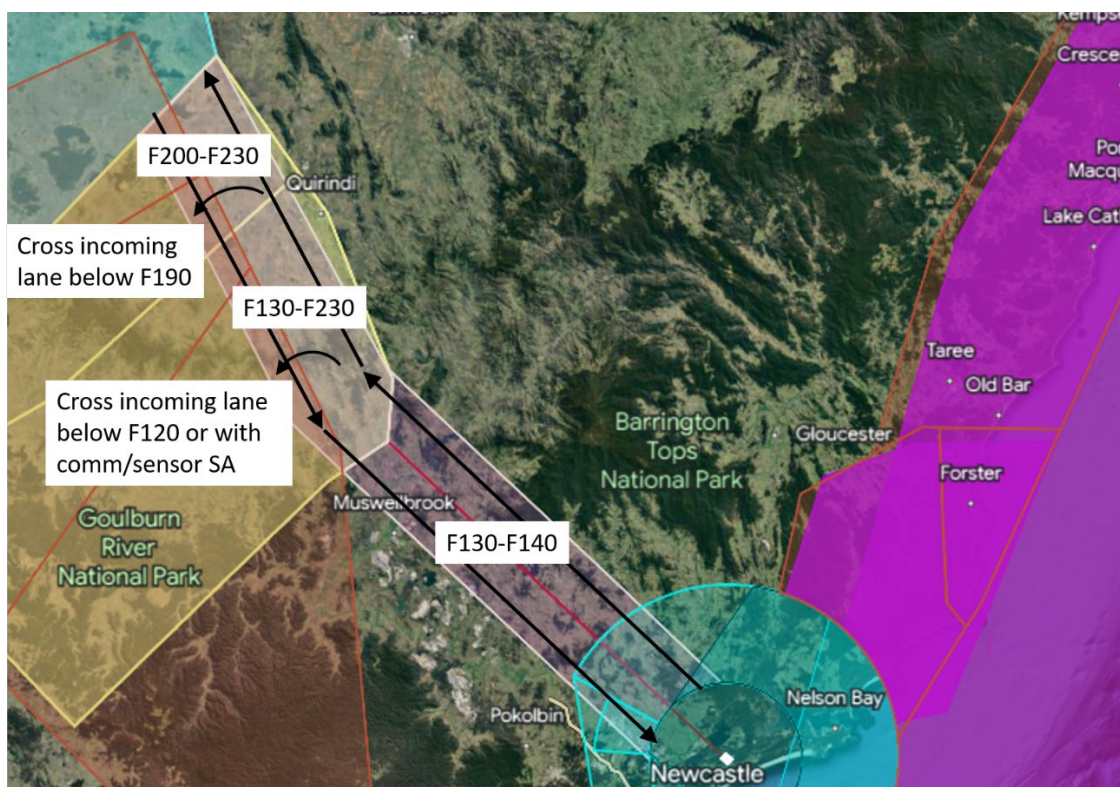 Kemps
Cresce
F200-F230
Quirindi
Por
Macqu
Lake Cat
Cross incoming
lane below F190
F130-F230
Taree
Old Bar
Cross incoming lane
below F120 or with
comm/sensor SA
Barrington
Tops
National Park
Gloucester
Forster
Muswellbrook
Goulburn
River
National Park
F130-F140
Nelson Bay
Pokolbin
Newcastle